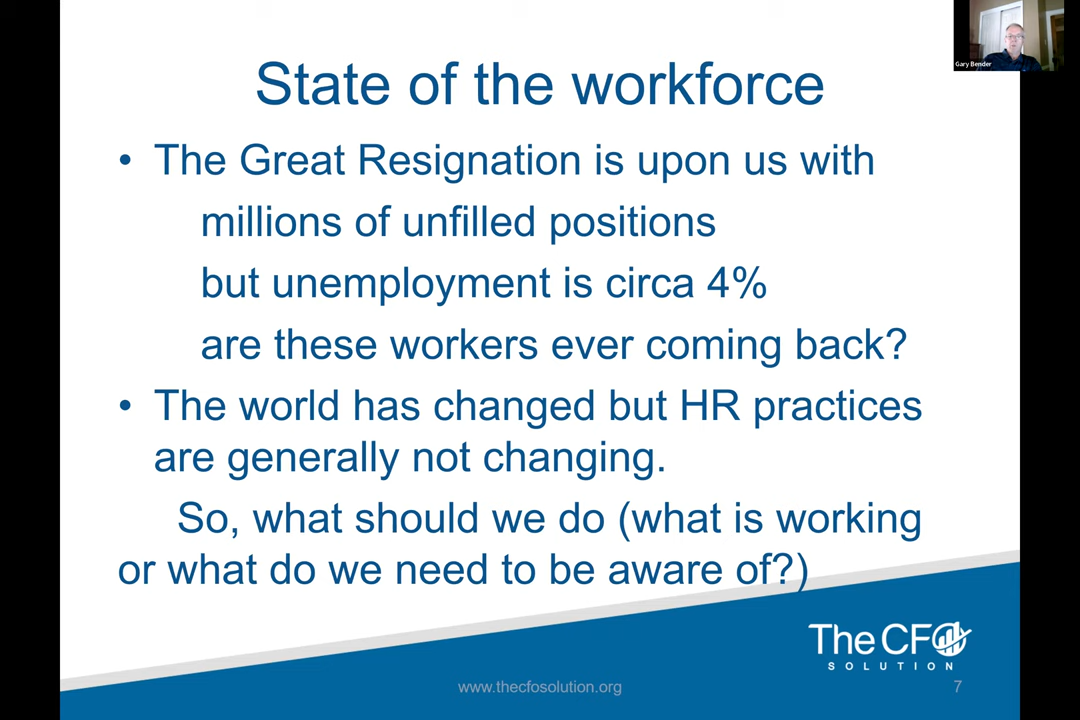 Gary Bender
State of the workforce
• The Great Resignation is upon us with
millions of unfilled positions
but unemployment is circa 4%
are these workers ever coming back?
• The world has changed but HR practices
are generally not changing.
So, what should we do (what is working
or what do we need to be aware of?)
The CFO
SOLUTION
www.thecfosolution.org
7